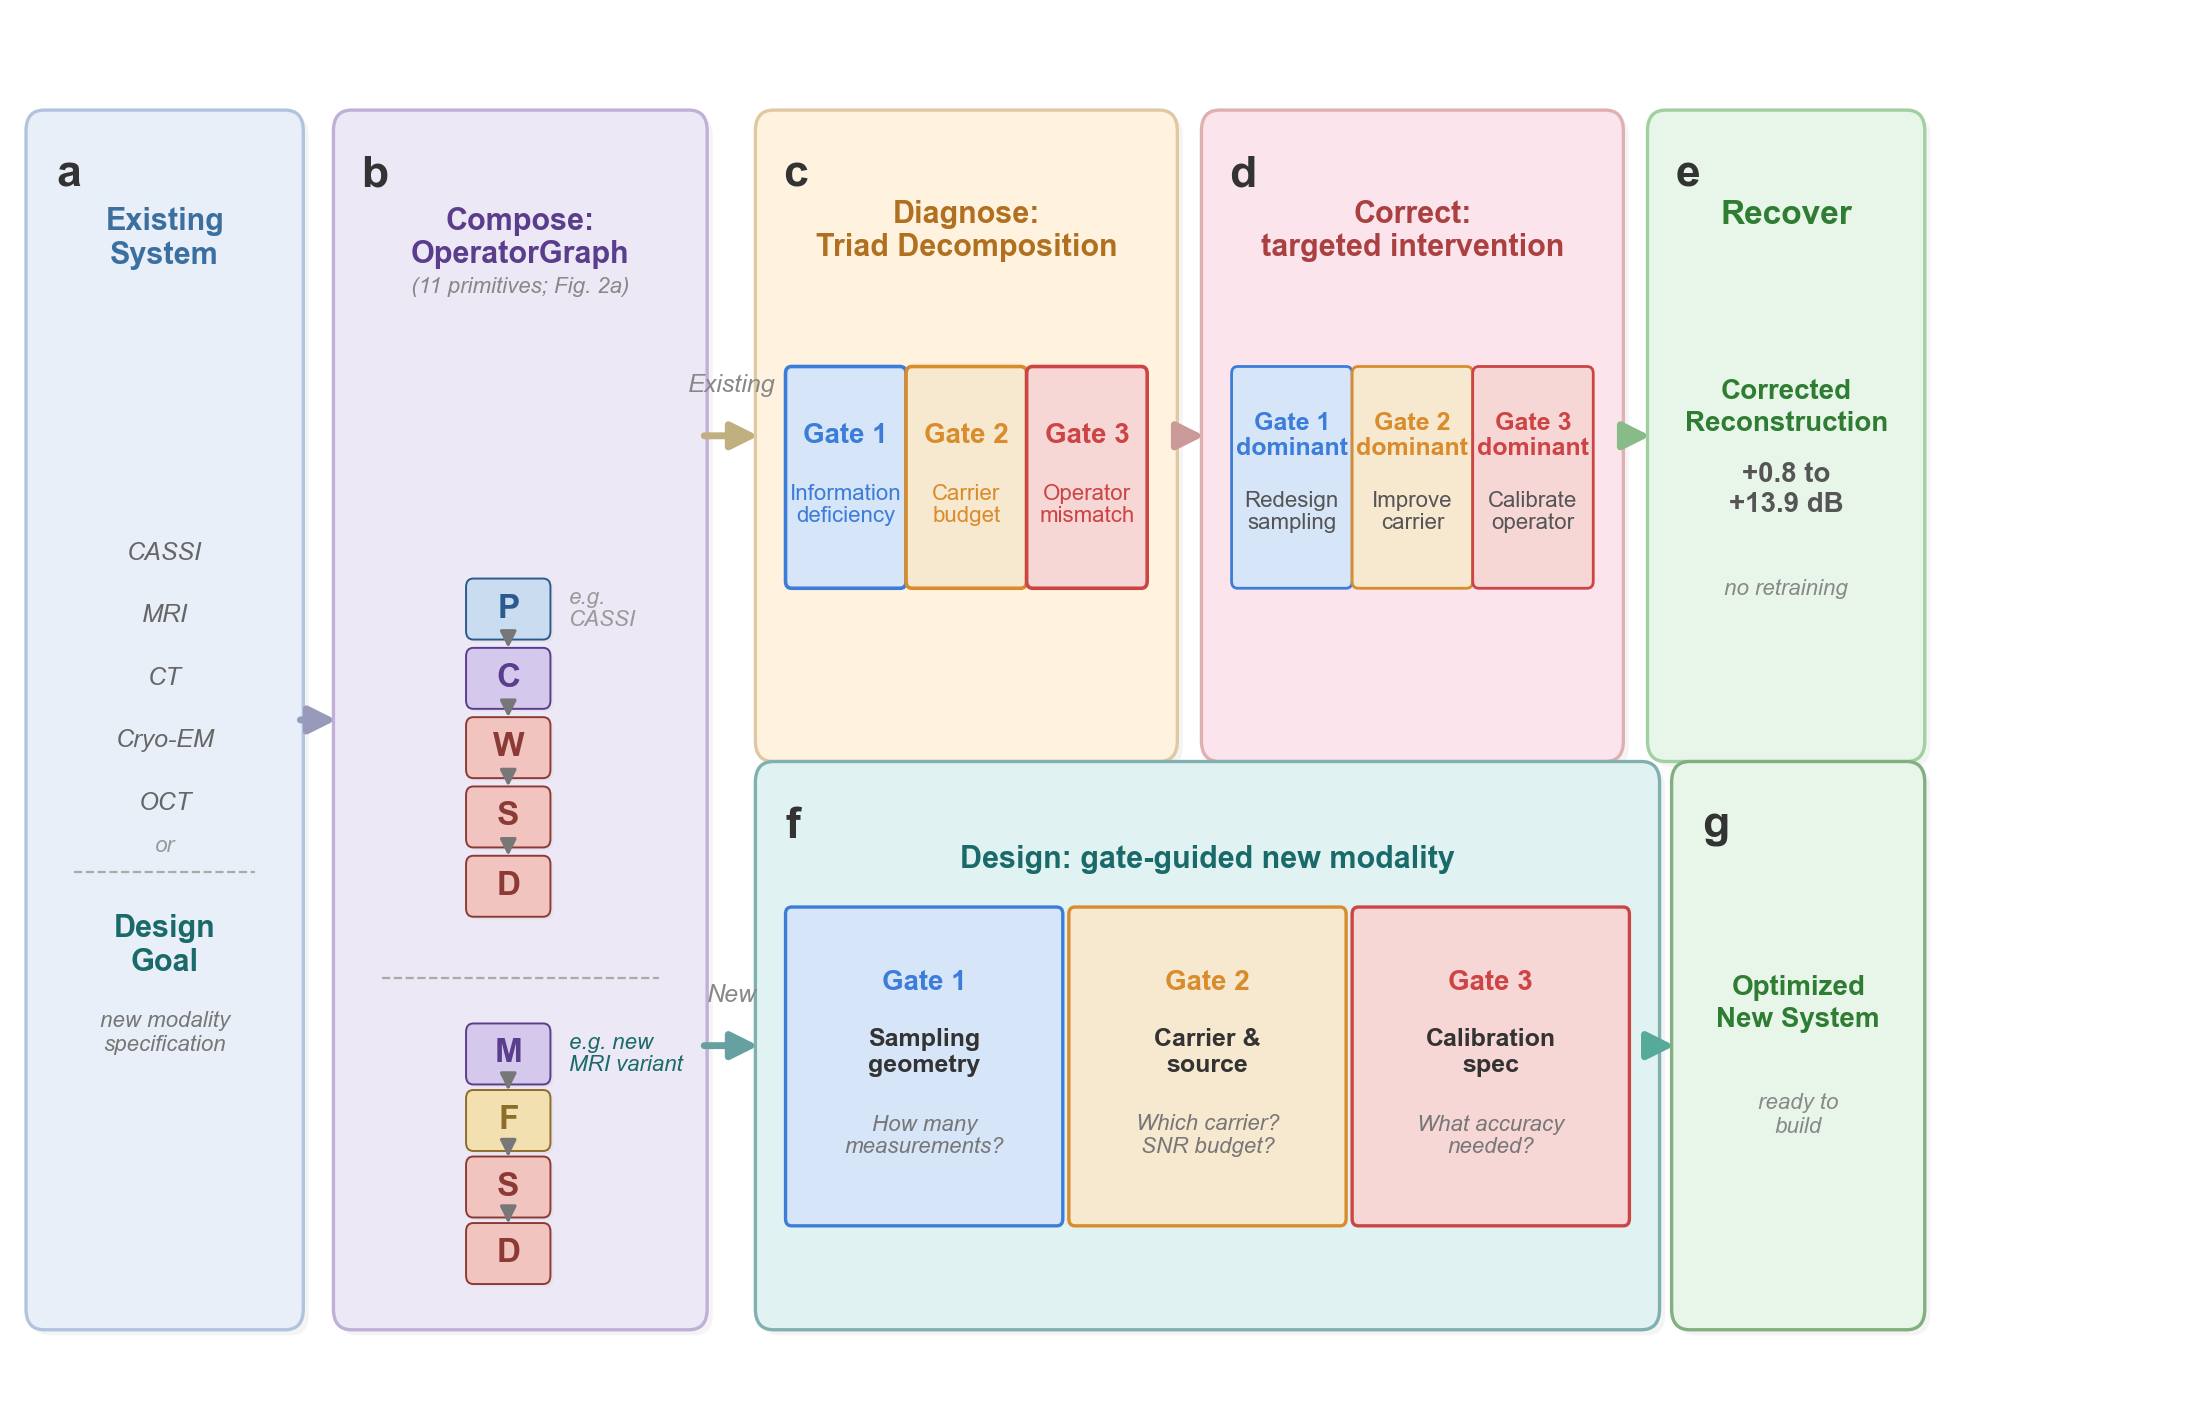 a
Existing
System
CASSI
MRI
CT
Cryo-EM
OCT
or
Design
Goal
new modality
specification
b
Compose:
OperatorGraph
(11 primitives; Fig. 2a)
P
e.g.
CASSI
C
W
S
D
M
e.g. new
MRI variant
F
S
D
Existing
New
c
Diagnose:
Triad Decomposition
Gate 1
Information
deficiency
Gate 2
Carrier
budget
Gate 3
Operator
mismatch
d
Correct:
targeted intervention
Gate 1
dominant
Redesign
sampling
Gate 2
dominant
Improve
carrier
Gate 3
dominant
Calibrate
operator
e
Recover
Corrected
Reconstruction
+0.8 to
+13.9 dB
no retraining
f
Design: gate-guided new modality
Gate 1
Sampling
geometry
How many
measurements?
Gate 2
Carrier &
source
Which carrier?
SNR budget?
Gate 3
Calibration
spec
What accuracy
needed?
g
Optimized
New System
ready to
build